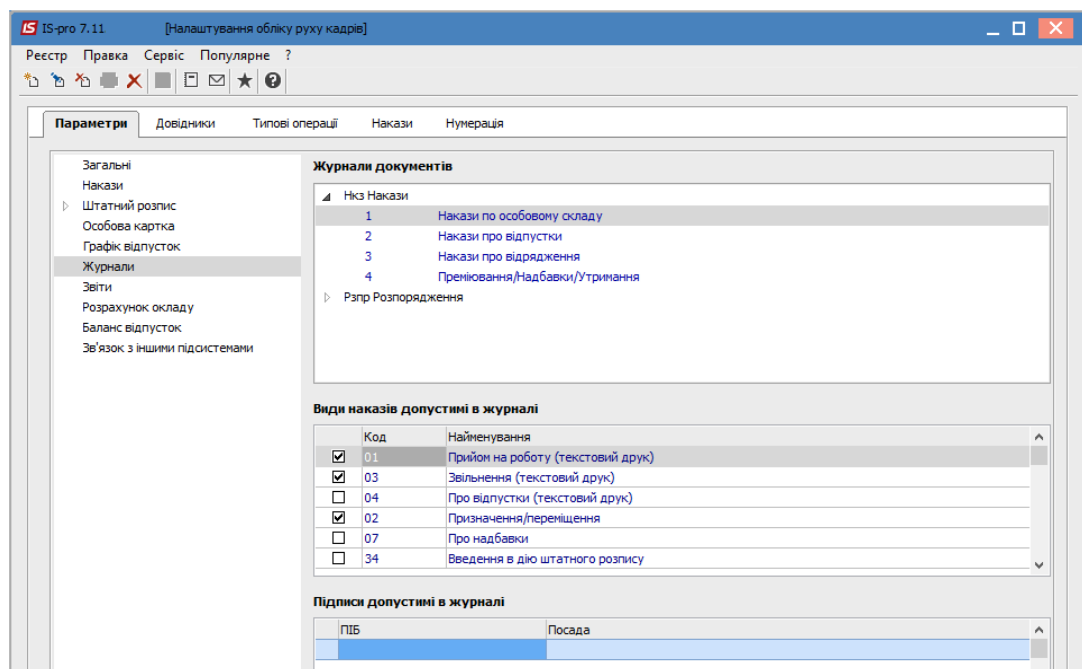 IS-pro 7.11 [Налаштування обліку руху кадрів]
Реєстр Правка Сервіс Популярне ?
Параметри Довідники Типові операції Накази Нумерація
Загальні
Накази
Штатний розпис
Особова картка
Графік відпусток
Журнали
Звіти
Розрахунок окладу
Баланс відпусток
Зв'язок з іншими підсистемами
Журнали документів
Нкз Накази
1 Накази по особовому складу
2 Накази про відпустки
3 Накази про відрядження
4 Преміювання/Надбавки/Утримання
Рзпр Розпорядження
Види наказів допустимі в журналі
Код Найменування
01 Прийом на роботу (текстовий друк)
03 Звільнення (текстовий друк)
04 Про відпустки (текстовий друк)
02 Призначення/переміщення
07 Про надбавки
34 Введення в дію штатного розпису
Підписи допустимі в журналі
ПІБ Посада